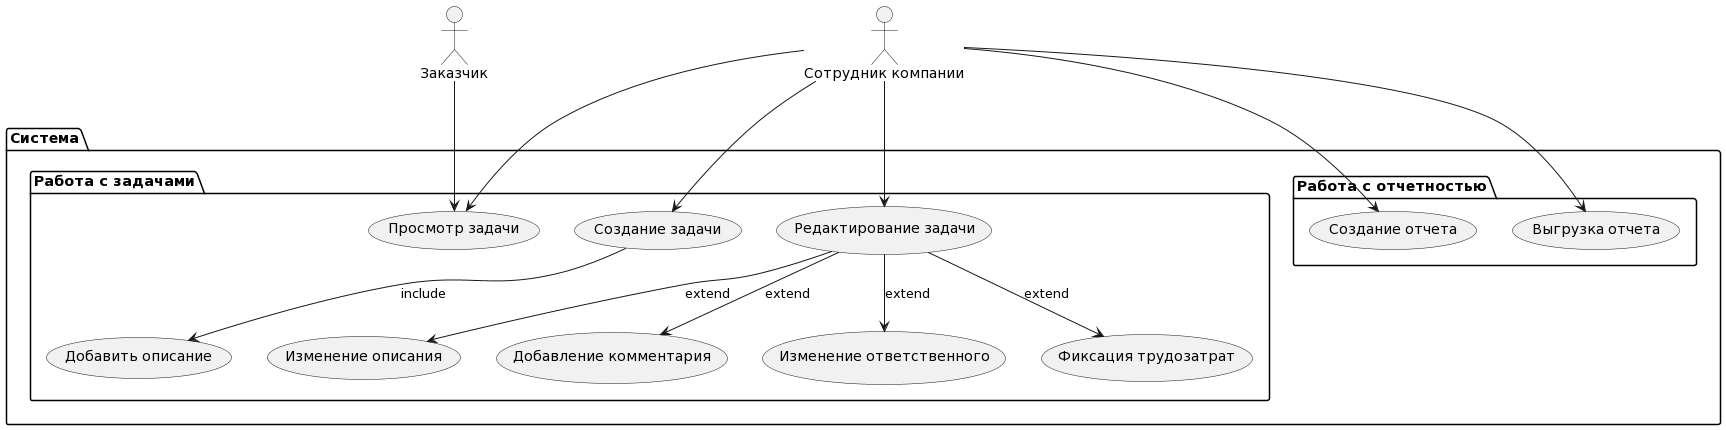 Заказчик
Сотрудник компании
Система
Работа с задачами
Работа с отчетностью
Просмотр задачи
Создание задачи
Редактирование задачи
Создание отчета
Выгрузка отчета
include
extend
extend
extend
extend
Добавить описание
Изменение описания
Добавление комментария
Изменение ответственного
Фиксация трудозатрат